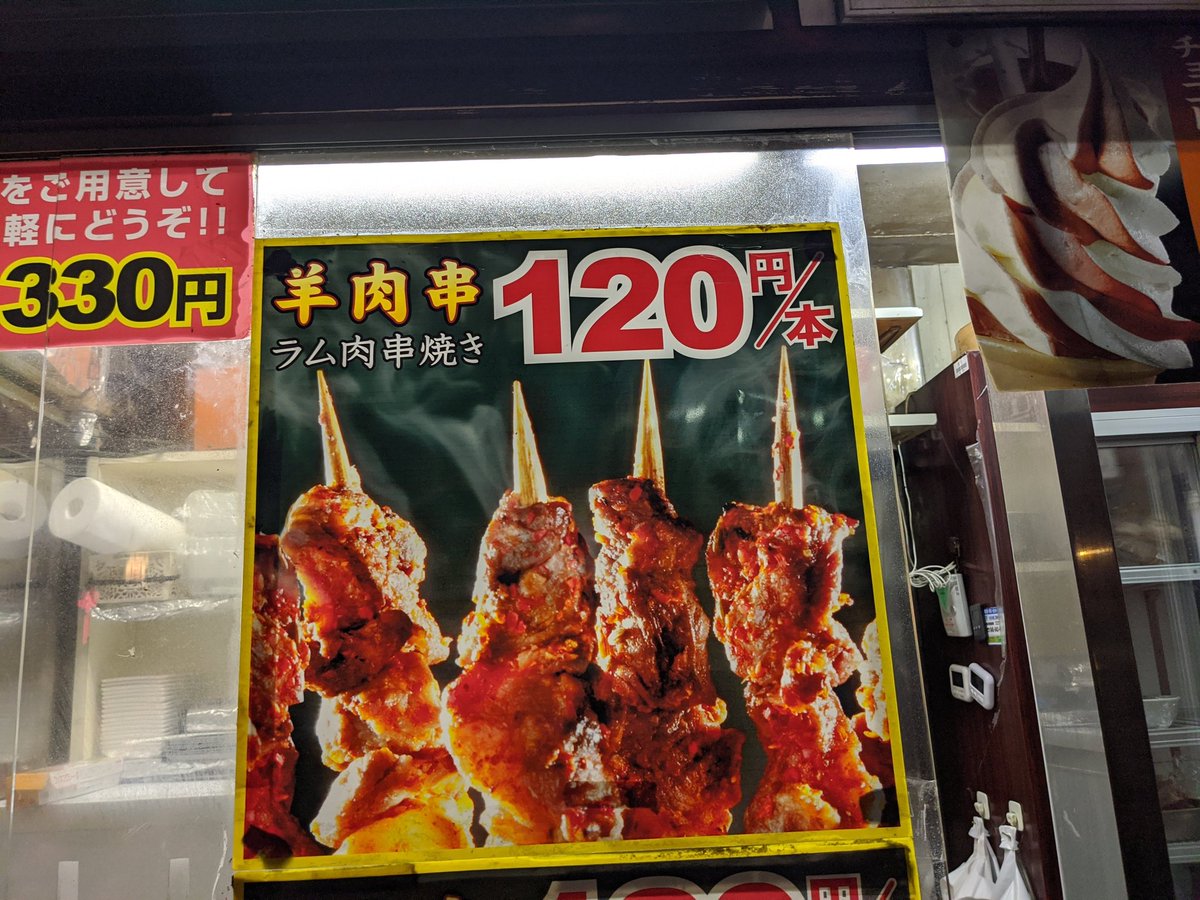 をご用意して
軽にどうぞ!!
330円
羊肉串
ラム肉串焼き
120円/本